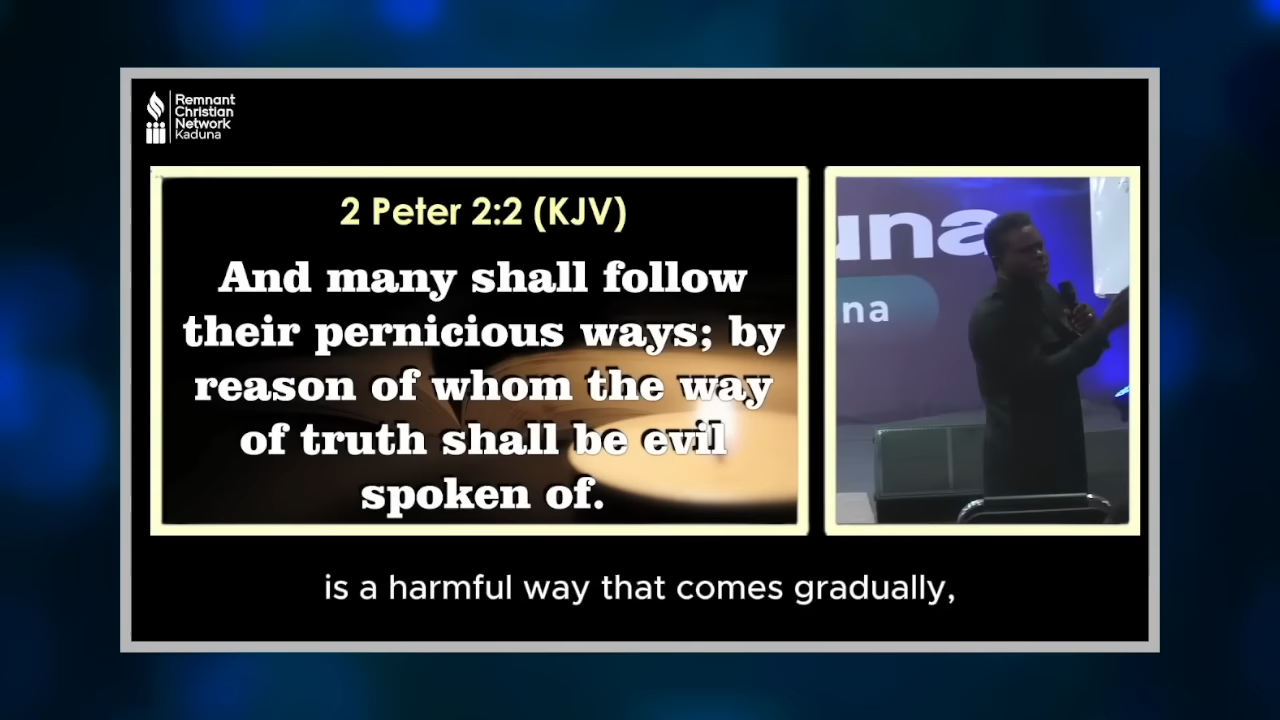 Remnant
Christian
Network
Kaduna
2 Peter 2:2 (KJV)
And many shall follow
their pernicious ways; by
reason of whom the way
of truth shall be evil
spoken of.
una
na
is a harmful way that comes gradually,